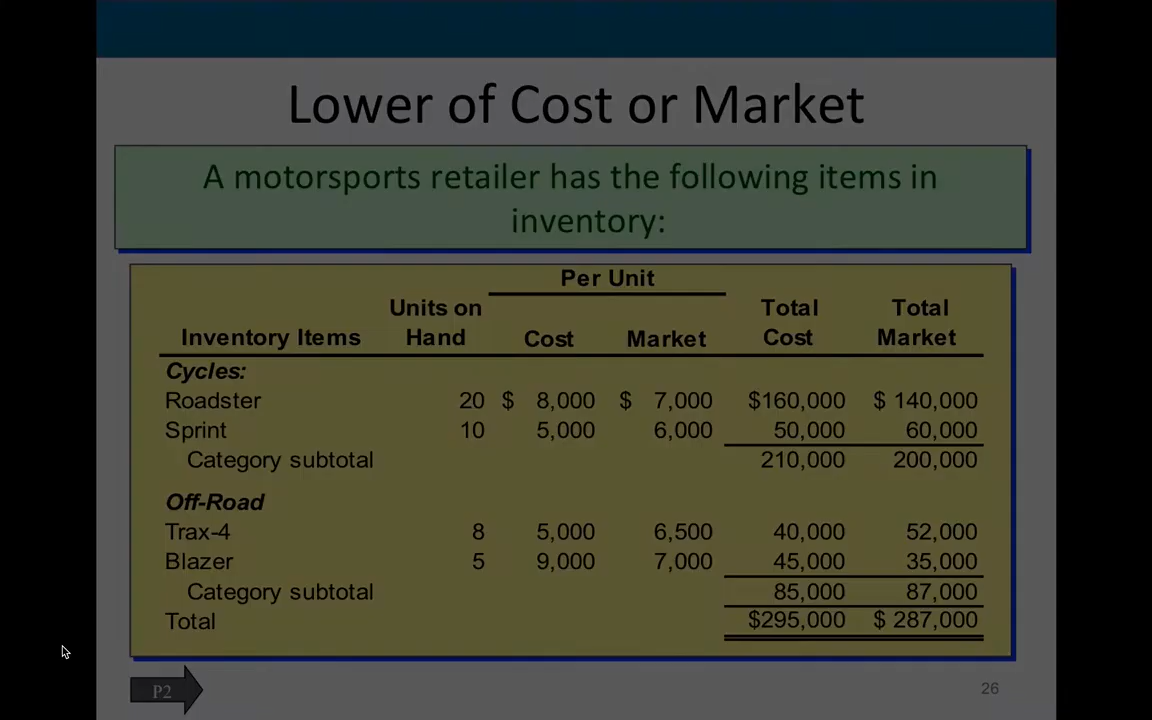 Lower of Cost or Market
A motorsports retailer has the following items in
inventory:
Per Unit
Units on Total Total
Inventory Items Hand Cost Market Cost Market
Cycles:
Roadster 20 $ 8,000 $ 7,000 $160,000 $ 140,000
Sprint 10 5,000 6,000 50,000 60,000
Category subtotal 210,000 200,000
Off-Road
Trax-4 8 5,000 6,500 40,000 52,000
Blazer 5 9,000 7,000 45,000 35,000
Category subtotal 85,000 87,000
Total $295,000 $ 287,000
P2 26